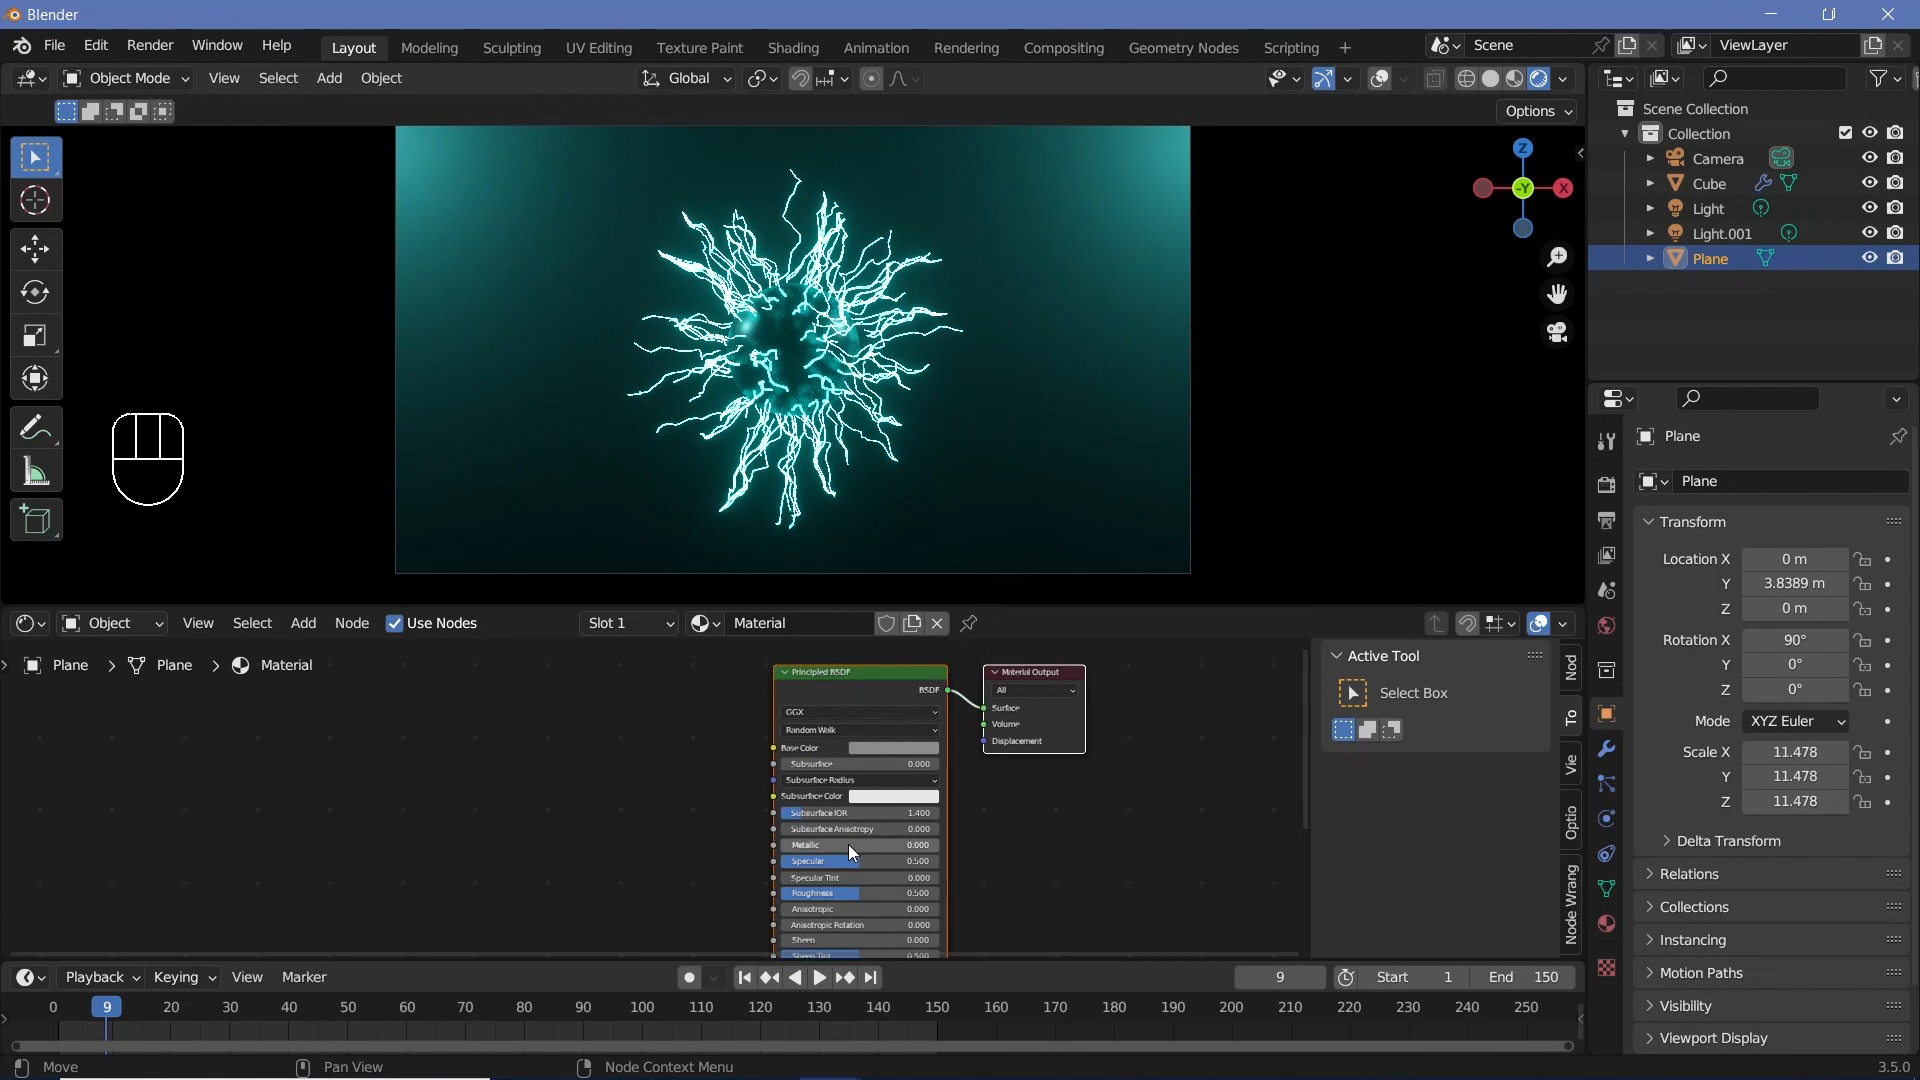 Blender
File Edit Render Window Help
Layout Modeling Sculpting UV Editing Texture Paint Shading Animation Rendering Compositing Geometry Nodes Scripting +
Scene
ViewLayer
Object Mode View Select Add Object
Global
Options
Z
X
-Y
Scene Collection
Collection
Camera
Cube
Light
Light.001
Plane
Plane
Plane
Transform
Location X 0 m
Y 3.8389 m
Z 0 m
Rotation X 90°
Y 0°
Z 0°
Mode XYZ Euler
Scale X 11.478
Y 11.478
Z 11.478
Delta Transform
Relations
Collections
Instancing
Motion Paths
Visibility
Viewport Display
Object View Select Add Node Use Nodes Slot 1 Material
Plane > Plane > Material
Principled BSDF
BSDF
GGX
Random Walk
Base Color
Subsurface 0.000
Subsurface Radius
Subsurface Color
Subsurface IOR 1.400
Subsurface Anisotropy 0.000
Metallic 0.000
Specular 0.500
Specular Tint 0.000
Roughness 0.500
Anisotropic 0.000
Anisotropic Rotation 0.000
Sheen 0.000
Sheen Tint 0.500
Material Output
All
Surface
Volume
Displacement
Active Tool
Select Box
Nod
To
Vie
Optio
Node Wrang
Playback Keying View Marker
9
Start 1
End 150
0 9 20 30 40 50 60 70 80 90 100 110 120 130 140 150 160 170 180 190 200 210 220 230 240 250
Move
Pan View
Node Context Menu
3.5.0